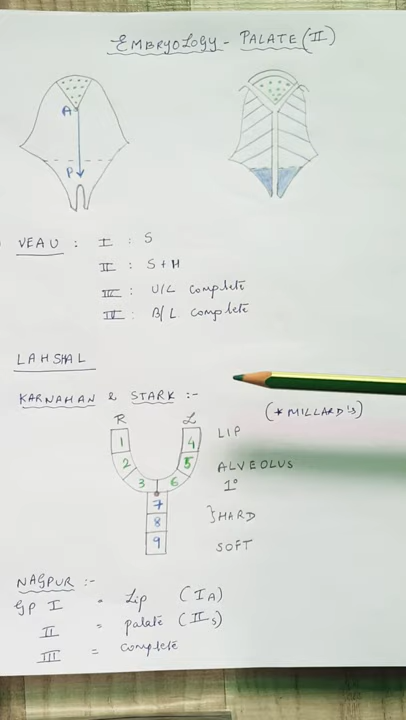 EMBRYOLOGY - PALATE (II)
A
P
VEAU : I : S
II : S + H
III : U/L complete
IV : B/L complete
LAHSHAL
KARNAHAN & STARK :-
(* MILLARD'S)
R L
1 4 LIP
2 5 ALVEOLUS
3 6 1°
7
8 } HARD
9 SOFT
NAGPUR :-
GP I = Lip (IA)
II = palate (IIs)
III = complete